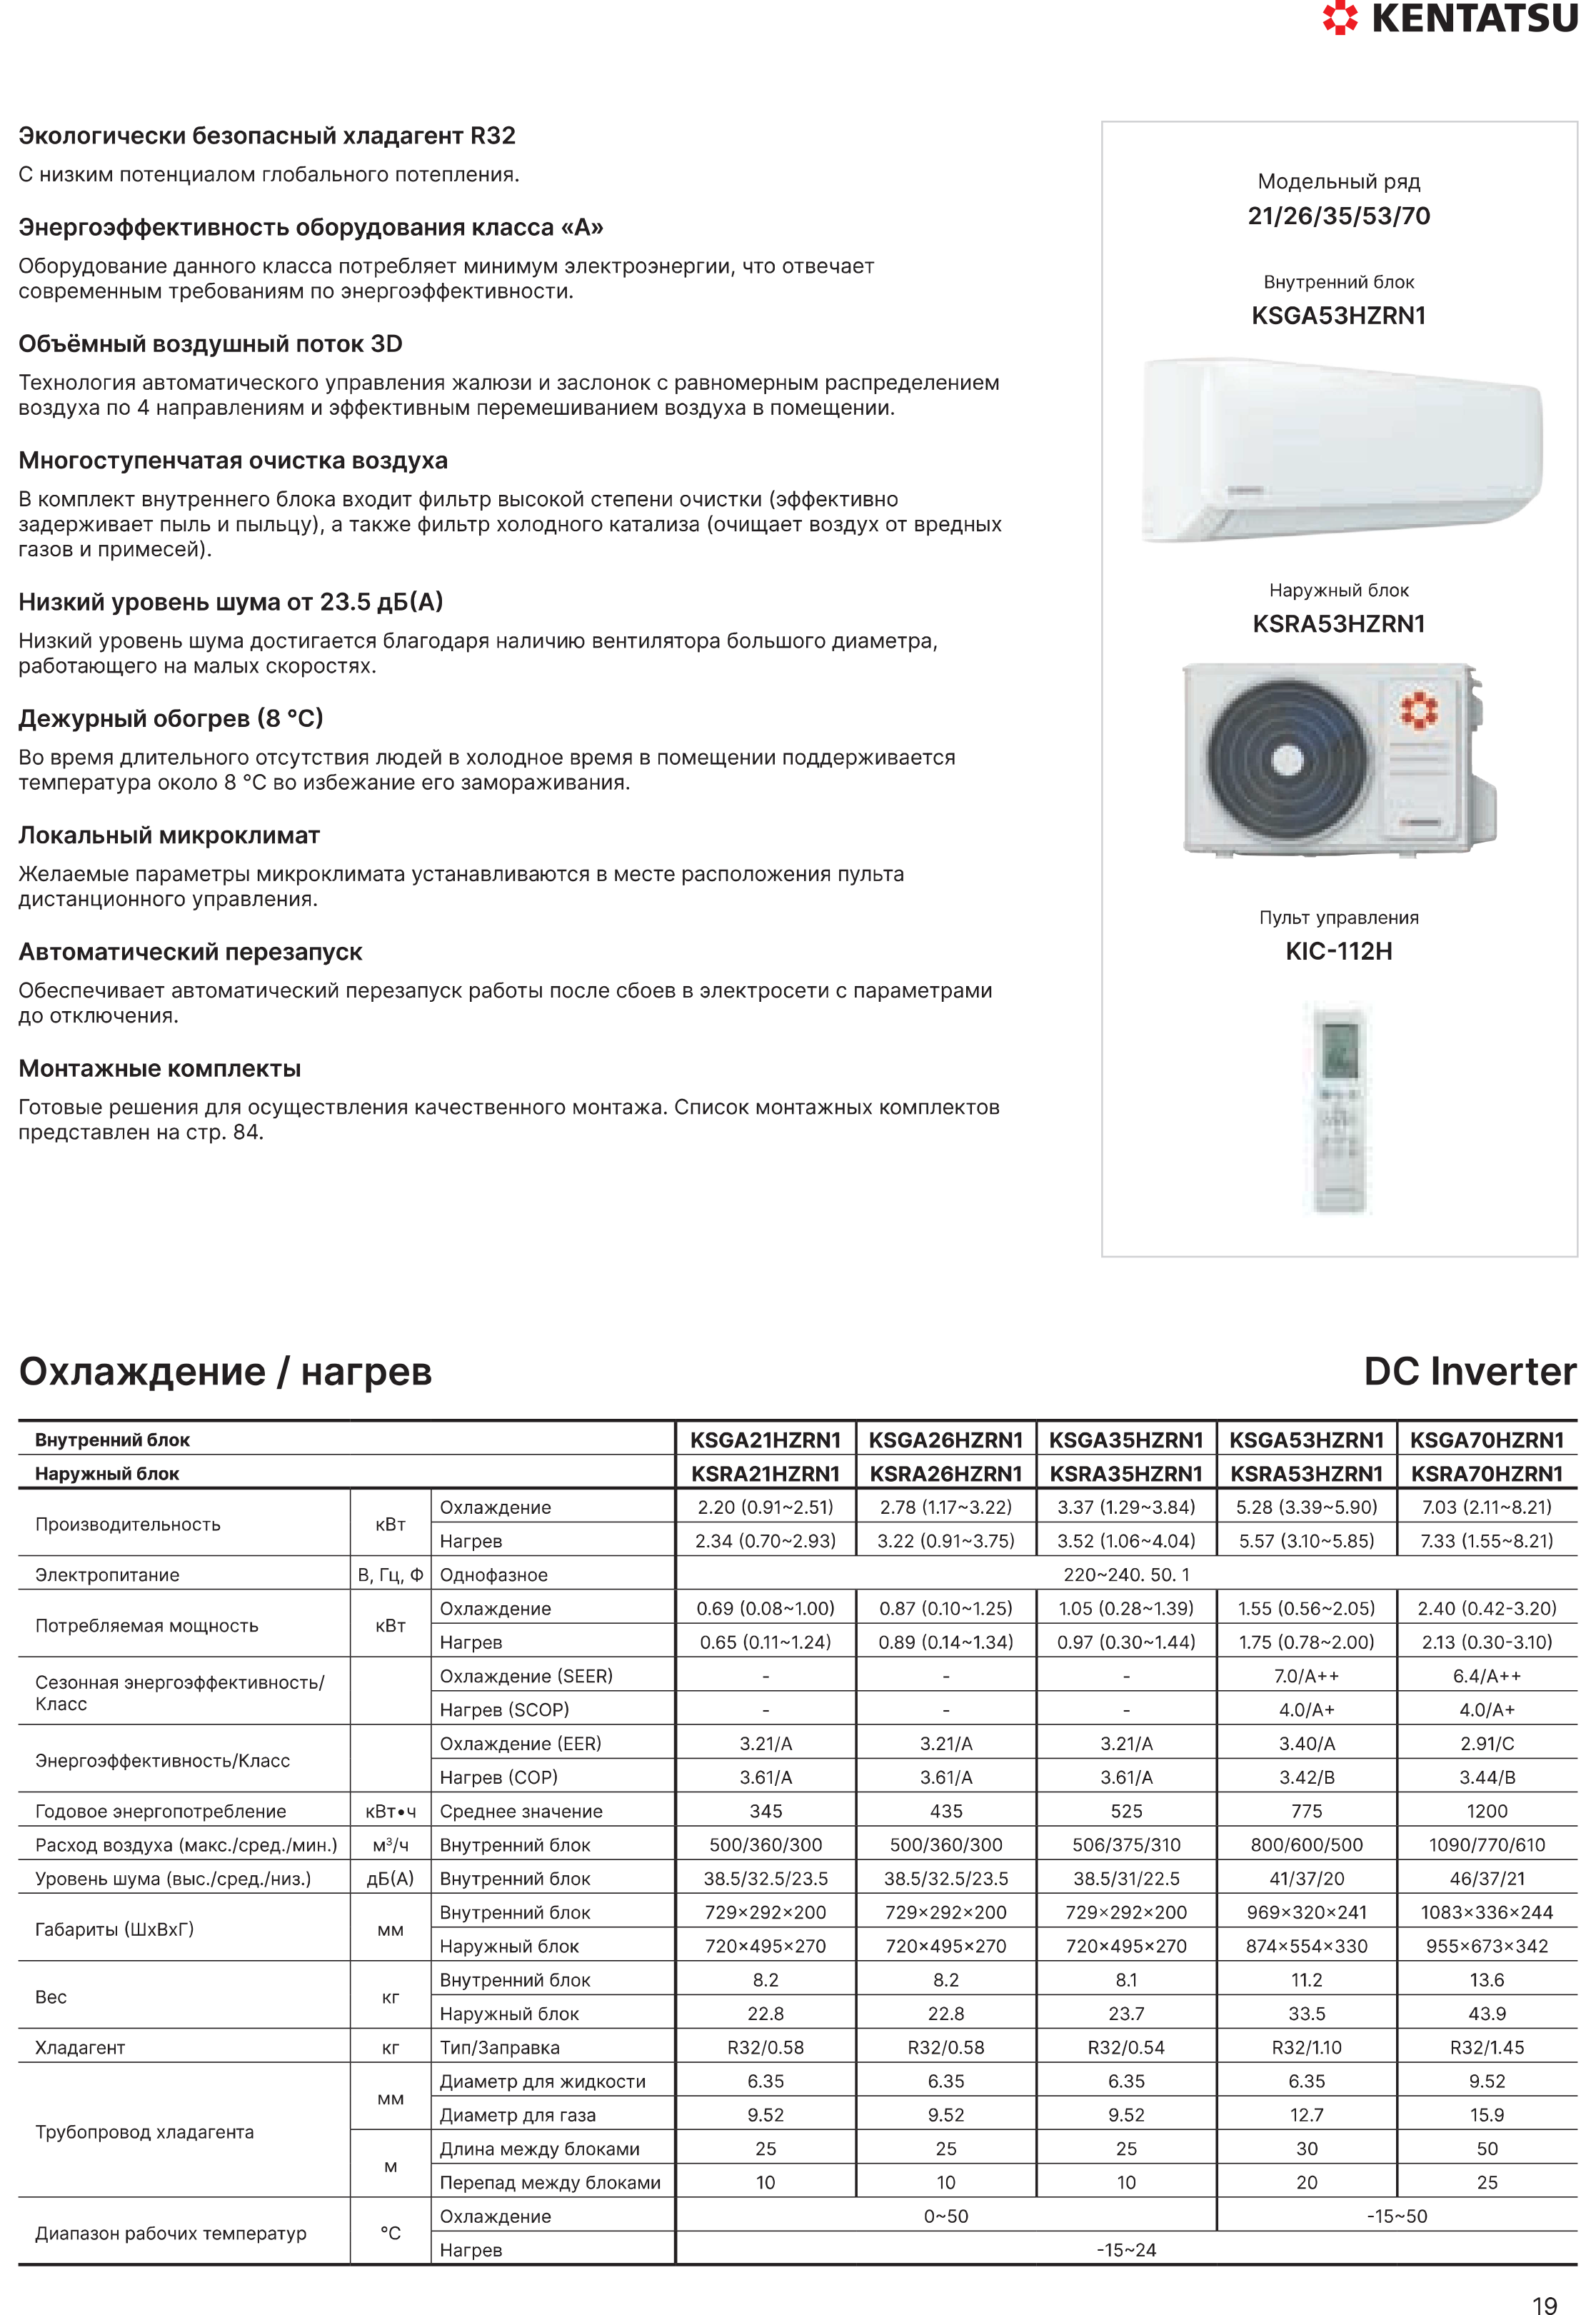 KENTATSU
Экологически безопасный хладагент R32
С низким потенциалом глобального потепления.
Энергоэффективность оборудования класса «А»
Оборудование данного класса потребляет минимум электроэнергии, что отвечает
современным требованиям по энергоэффективности.
Объёмный воздушный поток 3D
Технология автоматического управления жалюзи и заслонок с равномерным распределением
воздуха по 4 направлениям и эффективным перемешиванием воздуха в помещении.
Многоступенчатая очистка воздуха
В комплект внутреннего блока входит фильтр высокой степени очистки (эффективно
задерживает пыль и пыльцу), а также фильтр холодного катализа (очищает воздух от вредных
газов и примесей).
Низкий уровень шума от 23.5 дБ(А)
Низкий уровень шума достигается благодаря наличию вентилятора большого диаметра,
работающего на малых скоростях.
Дежурный обогрев (8 °C)
Во время длительного отсутствия людей в холодное время в помещении поддерживается
температура около 8 °C во избежание его замораживания.
Локальный микроклимат
Желаемые параметры микроклимата устанавливаются в месте расположения пульта
дистанционного управления.
Автоматический перезапуск
Обеспечивает автоматический перезапуск работы после сбоев в электросети с параметрами
до отключения.
Монтажные комплекты
Готовые решения для осуществления качественного монтажа. Список монтажных комплектов
представлен на стр. 84.
Модельный ряд
21/26/35/53/70
Внутренний блок
KSGA53HZRN1
Наружный блок
KSRA53HZRN1
Пульт управления
KIC-112H
Охлаждение / нагрев DC Inverter
Внутренний блок KSGA21HZRN1 KSGA26HZRN1 KSGA35HZRN1 KSGA53HZRN1 KSGA70HZRN1
Наружный блок KSRA21HZRN1 KSRA26HZRN1 KSRA35HZRN1 KSRA53HZRN1 KSRA70HZRN1
Производительность кВт Охлаждение 2.20 (0.91~2.51) 2.78 (1.17~3.22) 3.37 (1.29~3.84) 5.28 (3.39~5.90) 7.03 (2.11~8.21)
Нагрев 2.34 (0.70~2.93) 3.22 (0.91~3.75) 3.52 (1.06~4.04) 5.57 (3.10~5.85) 7.33 (1.55~8.21)
Электропитание В, Гц, Ф Однофазное 220~240. 50. 1
Потребляемая мощность кВт Охлаждение 0.69 (0.08~1.00) 0.87 (0.10~1.25) 1.05 (0.28~1.39) 1.55 (0.56~2.05) 2.40 (0.42-3.20)
Нагрев 0.65 (0.11~1.24) 0.89 (0.14~1.34) 0.97 (0.30~1.44) 1.75 (0.78~2.00) 2.13 (0.30-3.10)
Сезонная энергоэффективность/
Класс
Охлаждение (SEER) - - - 7.0/A++ 6.4/A++
Нагрев (SCOP) - - - 4.0/A+ 4.0/A+
Энергоэффективность/Класс Охлаждение (EER) 3.21/A 3.21/A 3.21/A 3.40/A 2.91/C
Нагрев (COP) 3.61/A 3.61/A 3.61/A 3.42/B 3.44/B
Годовое энергопотребление кВт•ч Среднее значение 345 435 525 775 1200
Расход воздуха (макс./сред./мин.) м³/ч Внутренний блок 500/360/300 500/360/300 506/375/310 800/600/500 1090/770/610
Уровень шума (выс./сред./низ.) дБ(А) Внутренний блок 38.5/32.5/23.5 38.5/32.5/23.5 38.5/31/22.5 41/37/20 46/37/21
Габариты (ШхВхГ) мм Внутренний блок 729×292×200 729×292×200 729×292×200 969×320×241 1083×336×244
Наружный блок 720×495×270 720×495×270 720×495×270 874×554×330 955×673×342
Вес кг Внутренний блок 8.2 8.2 8.1 11.2 13.6
Наружный блок 22.8 22.8 23.7 33.5 43.9
Хладагент кг Тип/Заправка R32/0.58 R32/0.58 R32/0.54 R32/1.10 R32/1.45
Трубопровод хладагента мм Диаметр для жидкости 6.35 6.35 6.35 6.35 9.52
Диаметр для газа 9.52 9.52 9.52 12.7 15.9
м Длина между блоками 25 25 25 30 50
Перепад между блоками 10 10 10 20 25
Диапазон рабочих температур °C Охлаждение 0~50 -15~50
Нагрев -15~24
19